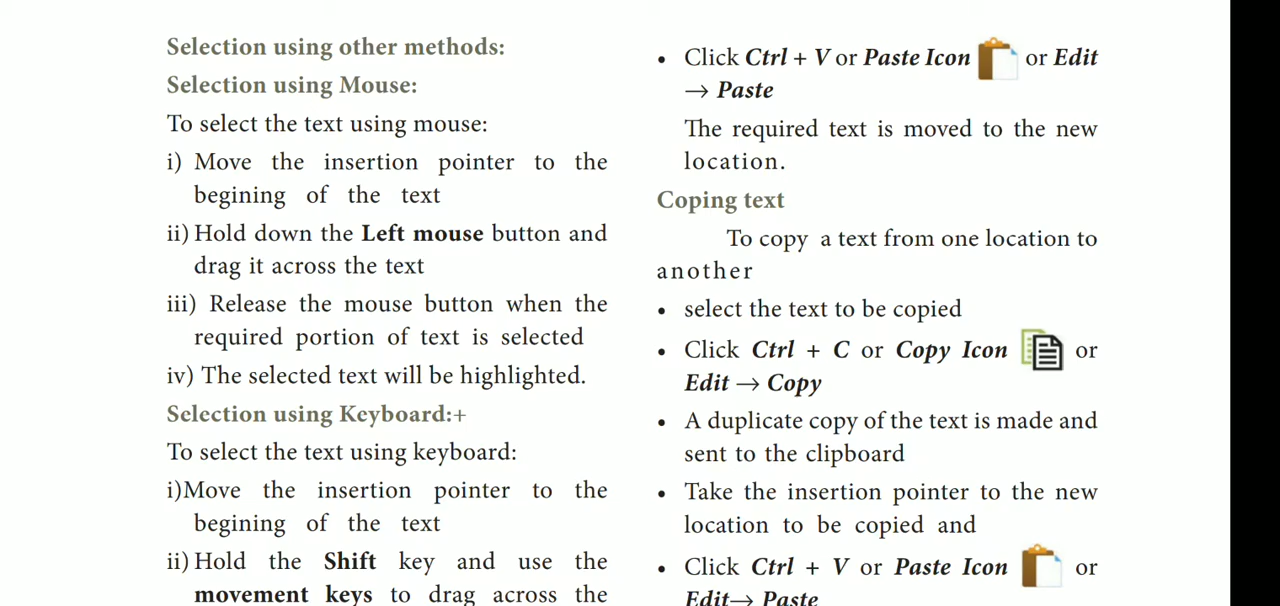 Selection using other methods:
Selection using Mouse:
To select the text using mouse:
i) Move the insertion pointer to the
begining of the text
ii) Hold down the Left mouse button and
drag it across the text
iii) Release the mouse button when the
required portion of text is selected
iv) The selected text will be highlighted.
Selection using Keyboard:+
To select the text using keyboard:
i)Move the insertion pointer to the
begining of the text
ii) Hold the Shift key and use the
movement keys to drag across the
• Click Ctrl + V or Paste Icon or Edit
→ Paste
The required text is moved to the new
location.
Coping text
To copy a text from one location to
another
• select the text to be copied
• Click Ctrl + C or Copy Icon or
Edit → Copy
• A duplicate copy of the text is made and
sent to the clipboard
• Take the insertion pointer to the new
location to be copied and
• Click Ctrl + V or Paste Icon or
Edit→ Paste